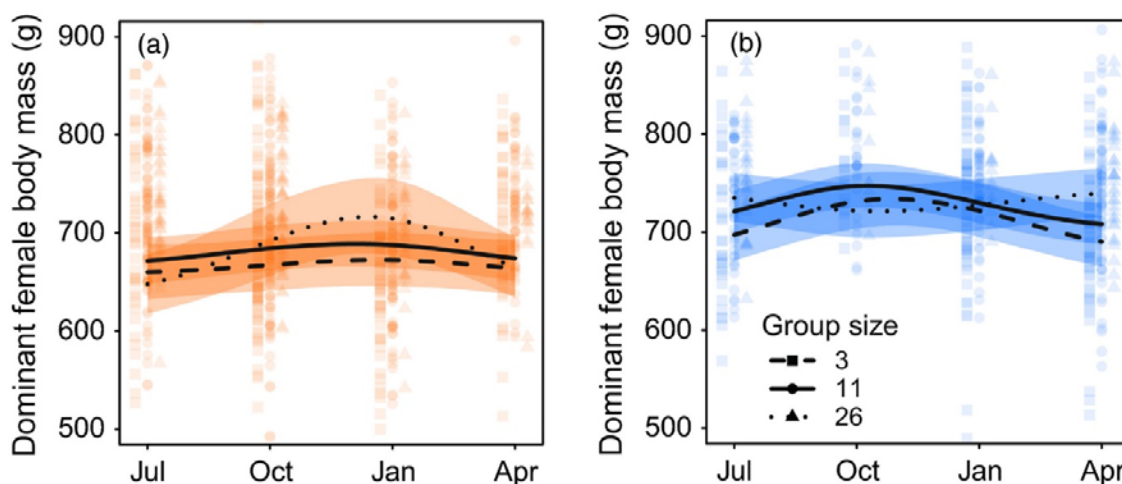 Dominant female body mass (g)
900
800
700
600
500
(a)
Jul
Oct
Jan
Apr
Dominant female body mass (g)
900
800
700
600
500
(b)
Group size
3
11
26
Jul
Oct
Jan
Apr